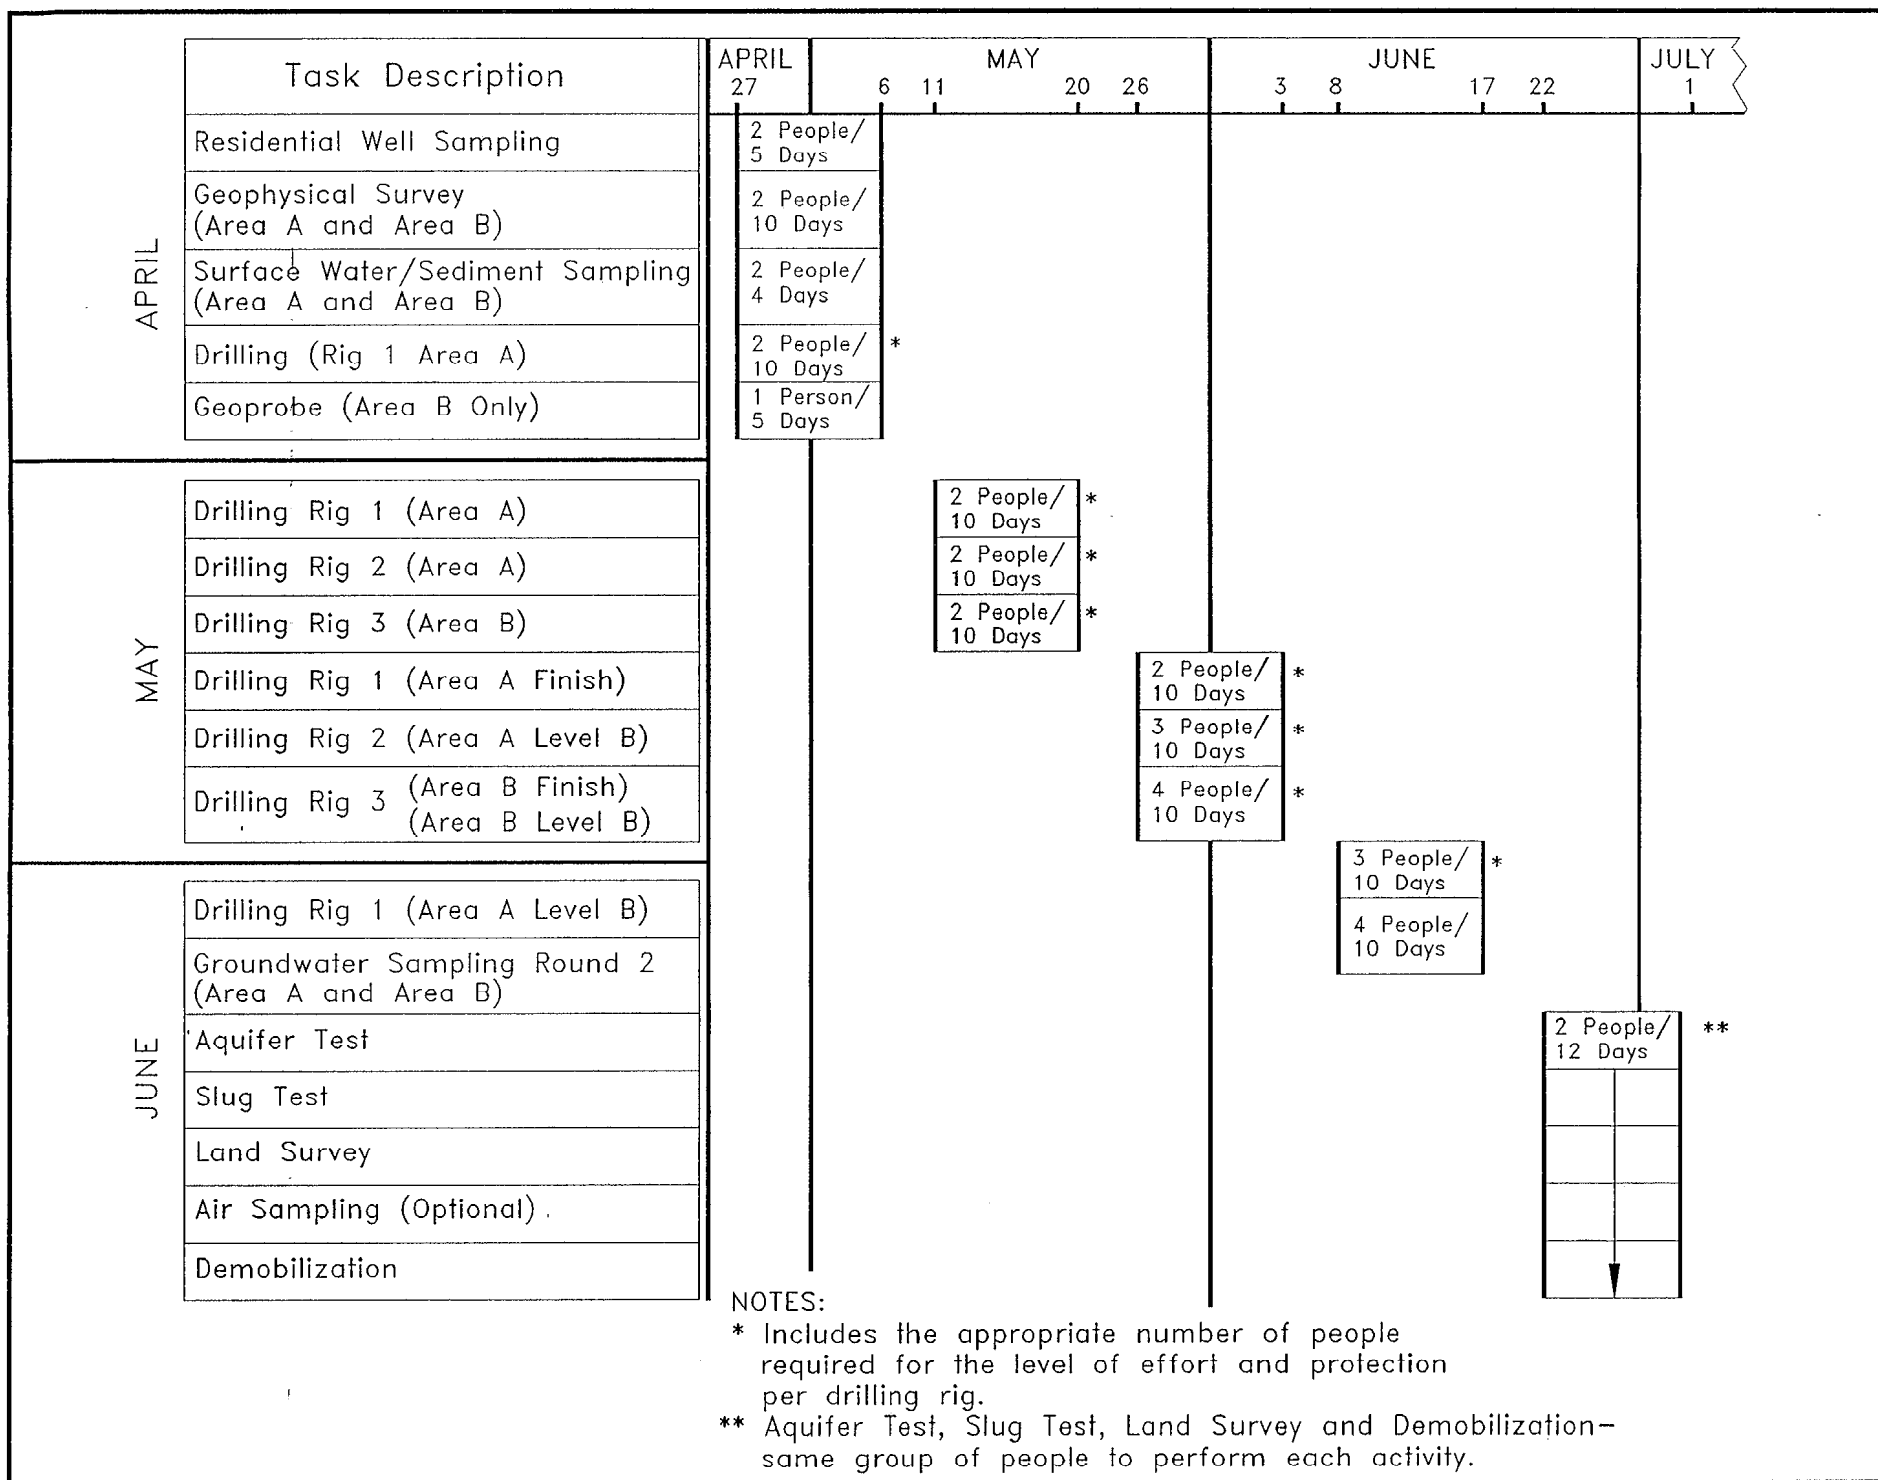 Task Description
APRIL
MAY
JUNE
JULY
27
6
11
20
26
3
8
17
22
1
APRIL
Residential Well Sampling
2 People/
5 Days
Geophysical Survey
(Area A and Area B)
2 People/
10 Days
Surface Water/Sediment Sampling
(Area A and Area B)
2 People/
4 Days
Drilling (Rig 1 Area A)
2 People/ *
10 Days
Geoprobe (Area B Only)
1 Person/
5 Days
MAY
Drilling Rig 1 (Area A)
2 People/ *
10 Days
Drilling Rig 2 (Area A)
2 People/ *
10 Days
Drilling Rig 3 (Area B)
2 People/ *
10 Days
Drilling Rig 1 (Area A Finish)
2 People/ *
10 Days
Drilling Rig 2 (Area A Level B)
3 People/ *
10 Days
Drilling Rig 3 (Area B Finish)
(Area B Level B)
4 People/ *
10 Days
JUNE
Drilling Rig 1 (Area A Level B)
3 People/ *
10 Days
Groundwater Sampling Round 2
(Area A and Area B)
4 People/
10 Days
Aquifer Test
2 People/ **
12 Days
Slug Test
Land Survey
Air Sampling (Optional)
Demobilization
NOTES:
* Includes the appropriate number of people
required for the level of effort and protection
per drilling rig.
** Aquifer Test, Slug Test, Land Survey and Demobilization–
same group of people to perform each activity.